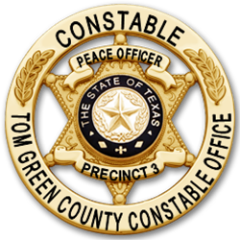 CONSTABLE
PEACE OFFICER
THE STATE OF TEXAS
PRECINCT 3
TOM GREEN COUNTY CONSTABLE OFFICE